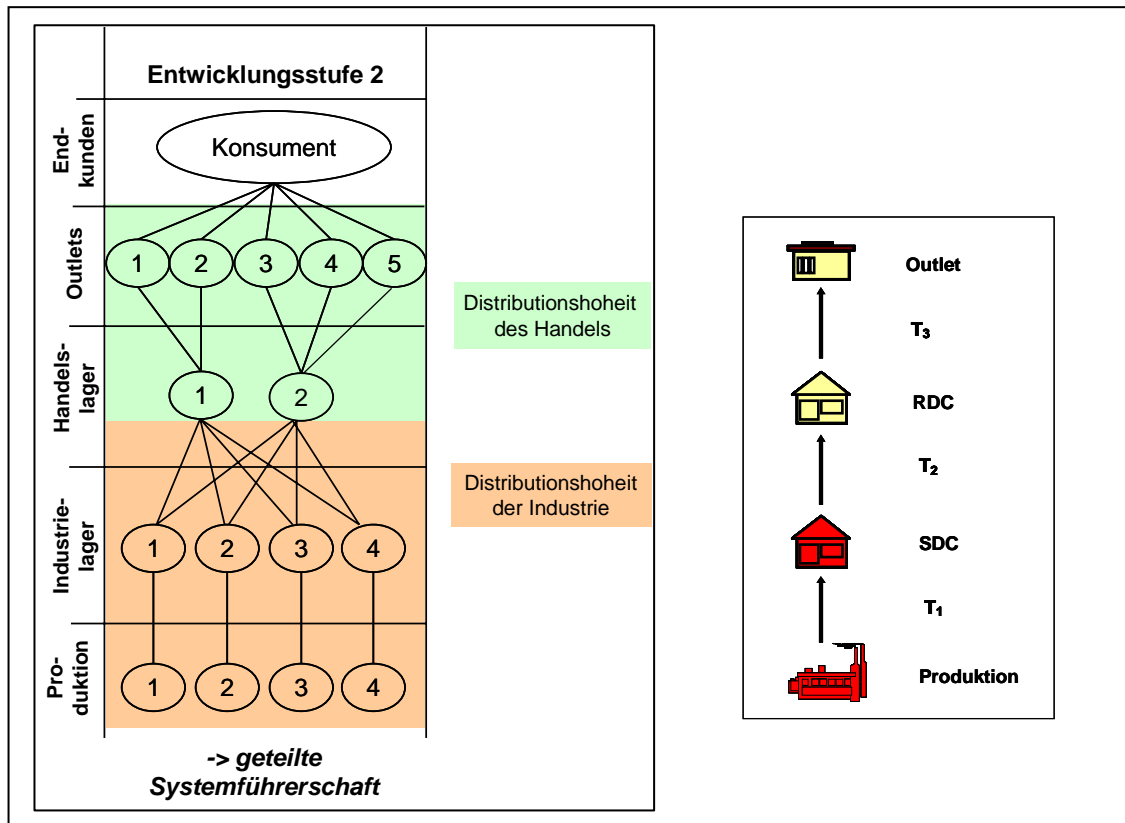 Entwicklungsstufe 2
End-
kunden
Konsument
Outlets
1 2 3 4 5
Handels-
lager
1 2
Industrie-
lager
1 2 3 4
Pro-
duktion
1 2 3 4
-> geteilte
Systemführerschaft
Distributionshoheit
des Handels
Distributionshoheit
der Industrie
Outlet
T3
RDC
T2
SDC
T1
Produktion